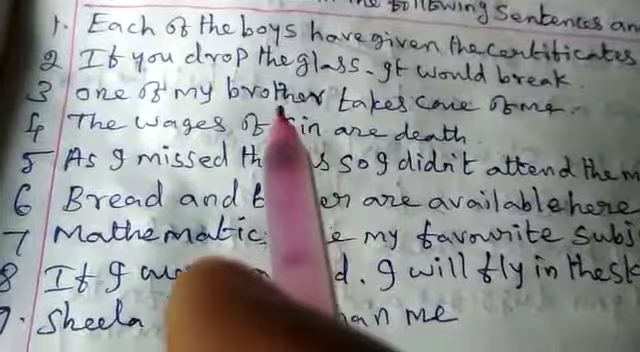 the following sentences an
1. Each of the boys have given the certificates
2 If you drop the glass. It would break.
3 one of my brother takes care of me.
4 The wages of sin are death.
5 As I missed th s so I didn't attend the m
6 Bread and b er are available here
7 Mathematic e my favourite subj
8 If I d. I will fly in the sk
9. Sheela han me